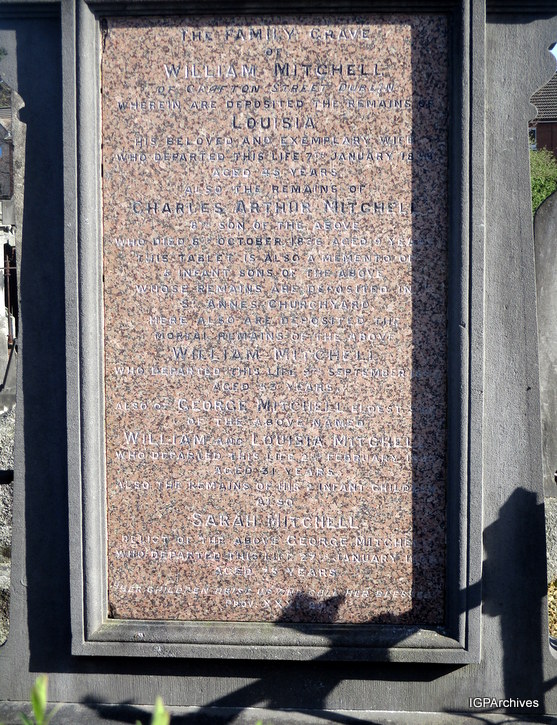 THE FAMILY GRAVE
OF
WILLIAM MITCHELL
OF GRAFTON STREET DUBLIN
WHEREIN ARE DEPOSITED THE REMAINS OF
LOUISIA
HIS BELOVED AND EXEMPLARY WIFE
WHO DEPARTED THIS LIFE 7TH JANUARY
AGED 45 YEARS
ALSO THE REMAINS OF
CHARLES ARTHUR MITCHELL
SON OF THE ABOVE
WHO DIED OCTOBER 1876 AGED YEARS
THIS TABLET IS ALSO A MEMENTO OF
INFANT SONS OF THE ABOVE
WHOSE REMAINS ARE DEPOSITED IN
ST ANNES CHURCHYARD
HERE ALSO ARE DEPOSITED THE
MORTAL REMAINS OF THE ABOVE
WILLIAM MITCHELL
WHO DEPARTED THIS LIFE SEPTEMBER
AGED YEARS
ALSO OF GEORGE MITCHELL ELDEST
OF THE ABOVE NAMED
WILLIAM AND LOUISIA MITCHELL
WHO DEPARTED THIS LIFE FEBRUARY
AGED 31 YEARS
ALSO THE REMAINS OF HIS 2 INFANT
ALSO
SARAH MITCHELL
RELICT OF THE ABOVE GEORGE MITCHELL
WHO DEPARTED THIS LIFE JANUARY
AGED YEARS
"HER CHILDREN ARISE UP AND CALL HER BLESSED"
PROV
IGPArchives